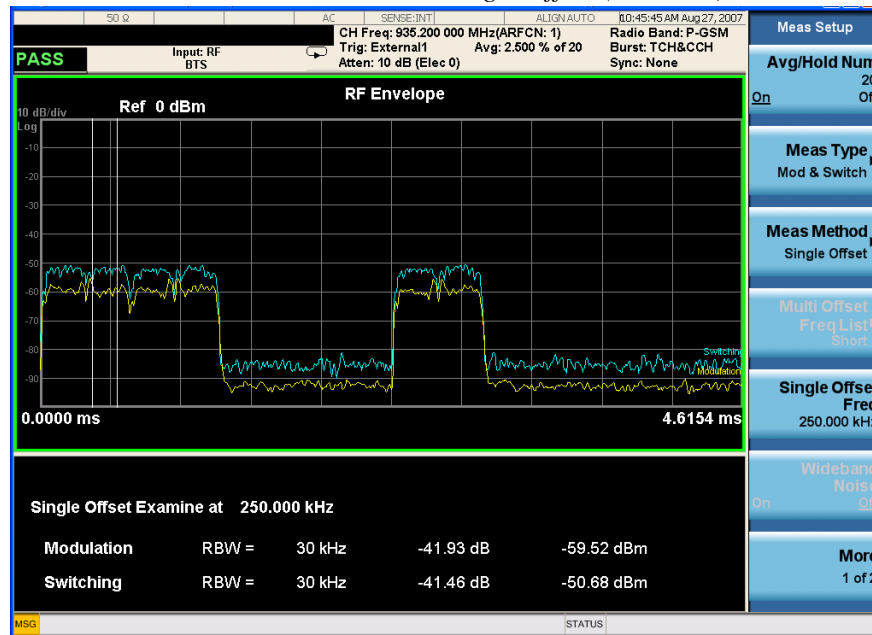 50 Ω AC SENSE:INT ALIGN AUTO 10:45:45 AM Aug 27, 2007
CH Freq: 935.200 000 MHz(ARFCN: 1) Radio Band: P-GSM
PASS Input: RF Trig: External1 Avg: 2.500 % of 20 Burst: TCH&CCH
BTS Atten: 10 dB (Elec 0) Sync: None
RF Envelope
10 dB/div Ref 0 dBm
Log
-10
-20
-30
-40
-50
-60
-70
-80
-90
Switching
Modulation
0.0000 ms 4.6154 ms
Single Offset Examine at 250.000 kHz
Modulation RBW = 30 kHz -41.93 dB -59.52 dBm
Switching RBW = 30 kHz -41.46 dB -50.68 dBm
MSG STATUS
Meas Setup
Avg/Hold Num
20
On Of
Meas Type
Mod & Switch
Meas Method
Single Offset
Multi Offset
Freq List
Short
Single Offse
Freq
250.000 kHz
Wideband
Noise
On Of
More
1 of 2